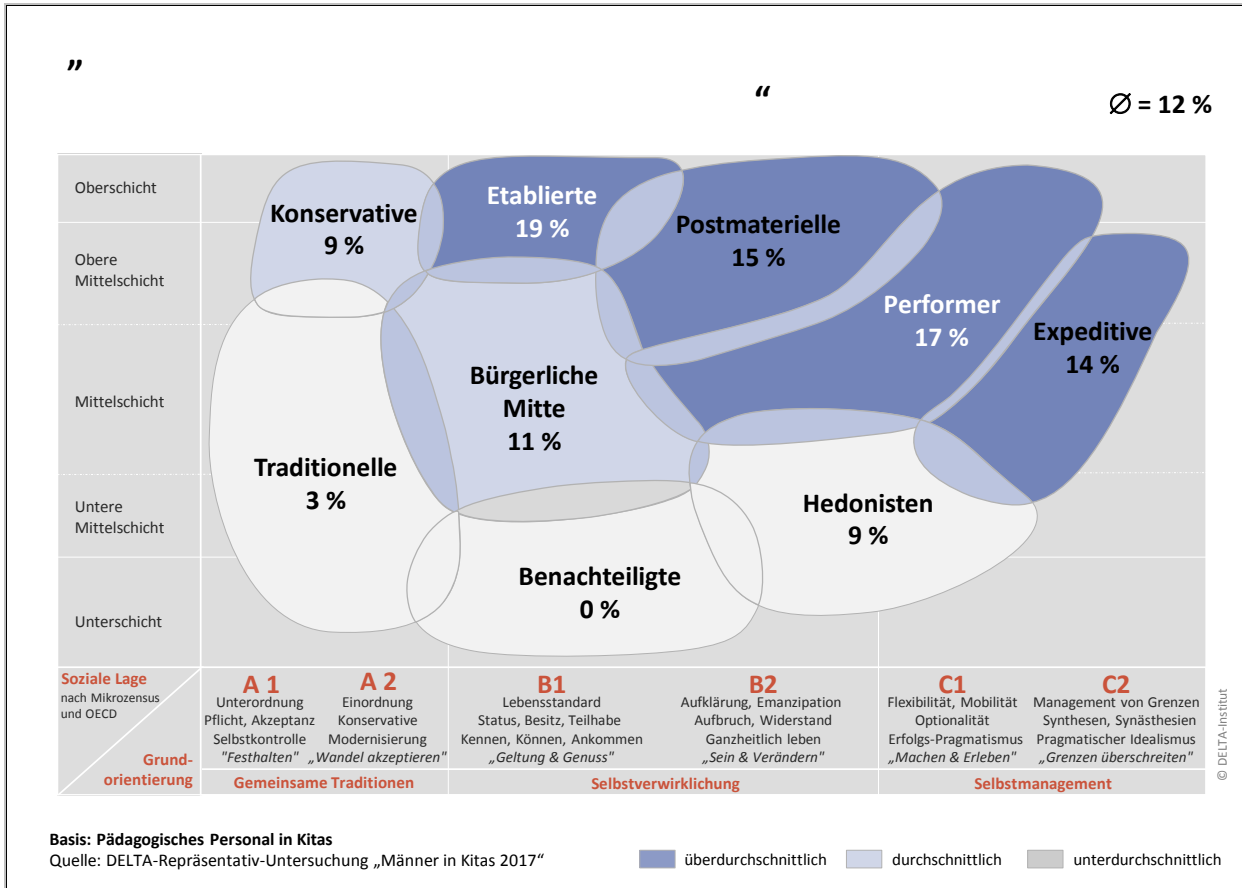 „
“
∅ = 12 %
Oberschicht
Obere
Mittelschicht
Mittelschicht
Untere
Mittelschicht
Unterschicht
Konservative
9 %
Etablierte
19 %
Postmaterielle
15 %
Performer
17 %
Expeditive
14 %
Bürgerliche
Mitte
11 %
Traditionelle
3 %
Hedonisten
9 %
Benachteiligte
0 %
Soziale Lage
nach Mikrozensus
und OECD
Grund-
orientierung
A 1
Unterordnung
Pflicht, Akzeptanz
Selbstkontrolle
"Festhalten"
A 2
Einordnung
Konservative
Modernisierung
„Wandel akzeptieren"
B1
Lebensstandard
Status, Besitz, Teilhabe
Kennen, Können, Ankommen
„Geltung & Genuss"
B2
Aufklärung, Emanzipation
Aufbruch, Widerstand
Ganzheitlich leben
„Sein & Verändern"
C1
Flexibilität, Mobilität
Optionalität
Erfolgs-Pragmatismus
„Machen & Erleben"
C2
Management von Grenzen
Synthesen, Synästhesien
Pragmatischer Idealismus
„Grenzen überschreiten"
Gemeinsame Traditionen
Selbstverwirklichung
Selbstmanagement
© DELTA-Institut
Basis: Pädagogisches Personal in Kitas
Quelle: DELTA-Repräsentativ-Untersuchung „Männer in Kitas 2017“
überdurchschnittlich
durchschnittlich
unterdurchschnittlich